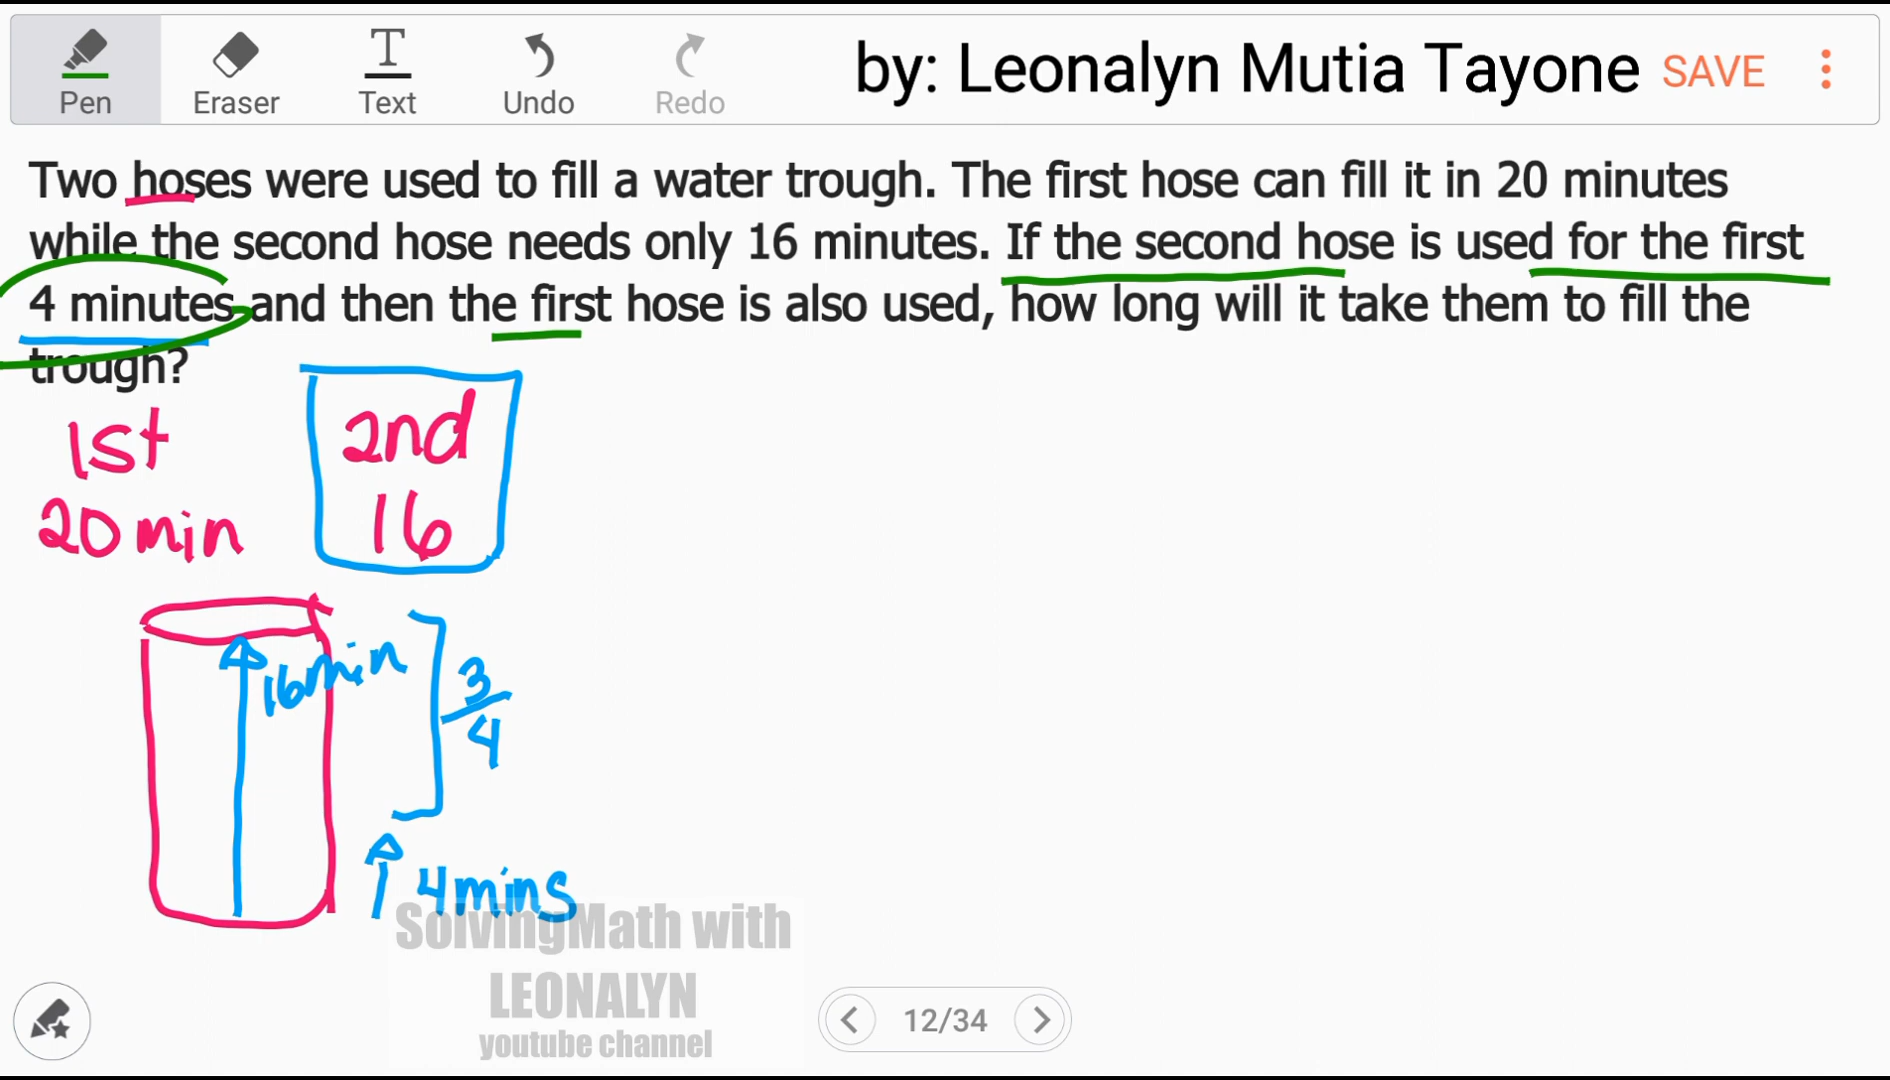 Pen
Eraser
Text
Undo
Redo
by: Leonalyn Mutia Tayone
SAVE
Two hoses were used to fill a water trough. The first hose can fill it in 20 minutes
while the second hose needs only 16 minutes. If the second hose is used for the first
4 minutes and then the first hose is also used, how long will it take them to fill the
trough?
1st
20 min
2nd
16
16min
3/4
4mins
SolvingMath with
LEONALYN
youtube channel
12/34